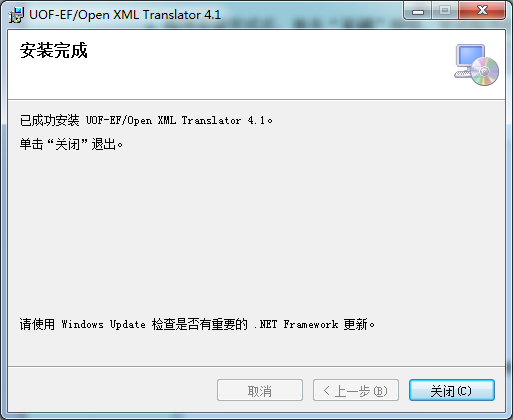 UOF-EF/Open XML Translator 4.1
安装完成
已成功安装 UOF-EF/Open XML Translator 4.1。
单击“关闭”退出。
请使用 Windows Update 检查是否有重要的 .NET Framework 更新。
取消
< 上一步(B)
关闭(C)